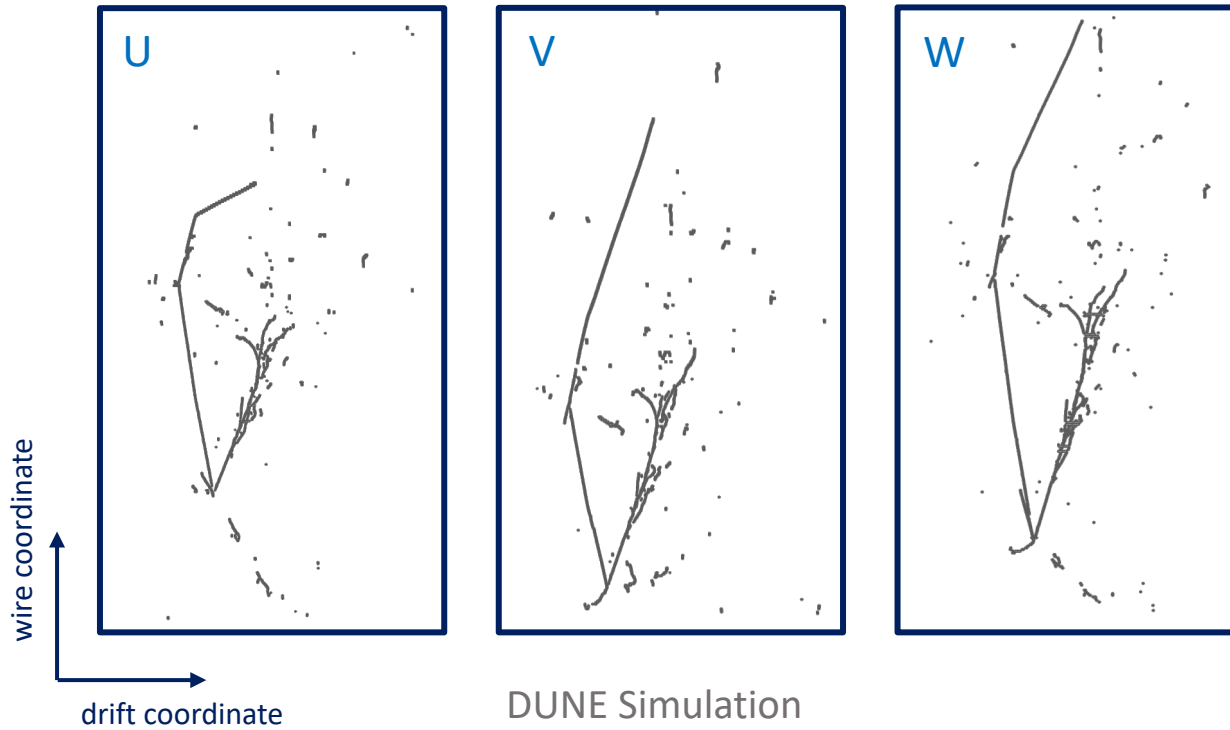 U
V
W
wire coordinate
drift coordinate
DUNE Simulation